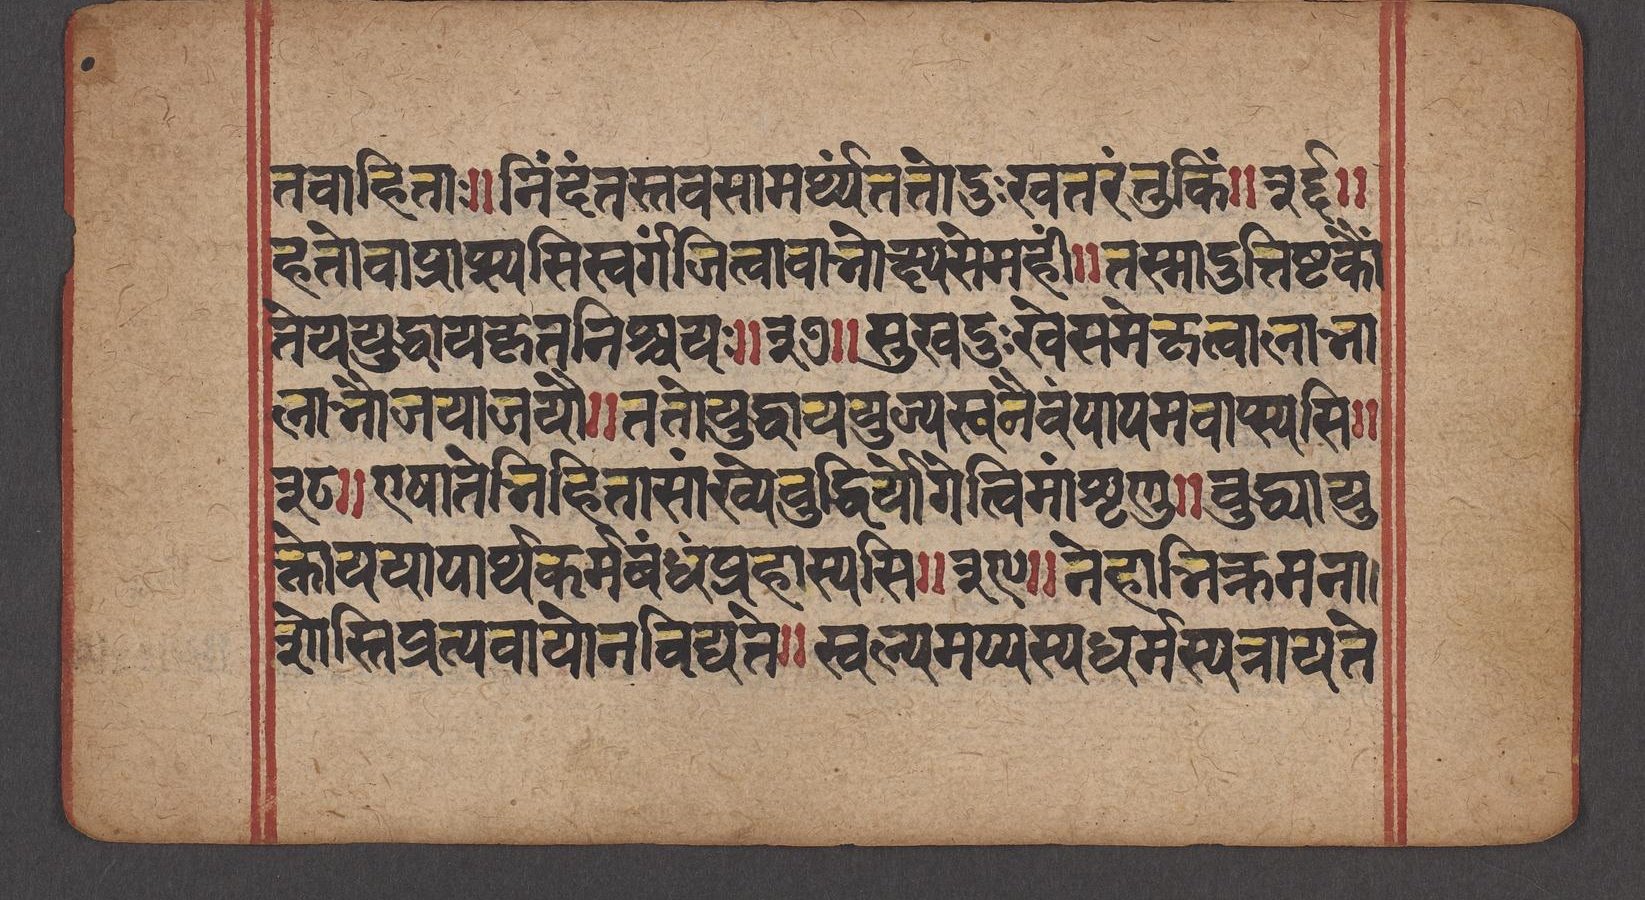 तवाहिताः॥निंदंतस्तवसामर्थ्यंततोदुःखतरंनुकिं॥३६॥
हतोवाप्राप्स्यसिस्वर्गंजित्वावाभोक्ष्यसेमहीं॥तस्मादुत्तिष्टकौं
तेययुद्धायकृतनिश्चयः॥३७॥सुखदुःखेसमेकृत्वालाभा
लाभौजयाजयौ॥ततोयुद्धाययुज्यस्वनैवंपापमवाप्स्यसि॥
३८॥एषातेभिहितासांख्येबुद्धिर्योगेत्विमांशृणु॥बुद्ध्यायु
क्तोययापार्थकर्मबंधंप्रहास्यसि॥३९॥नेहाभिक्रमना
शोस्तिप्रत्यवायोनविद्यते॥स्वल्पमप्यस्यधर्मस्यत्रायते